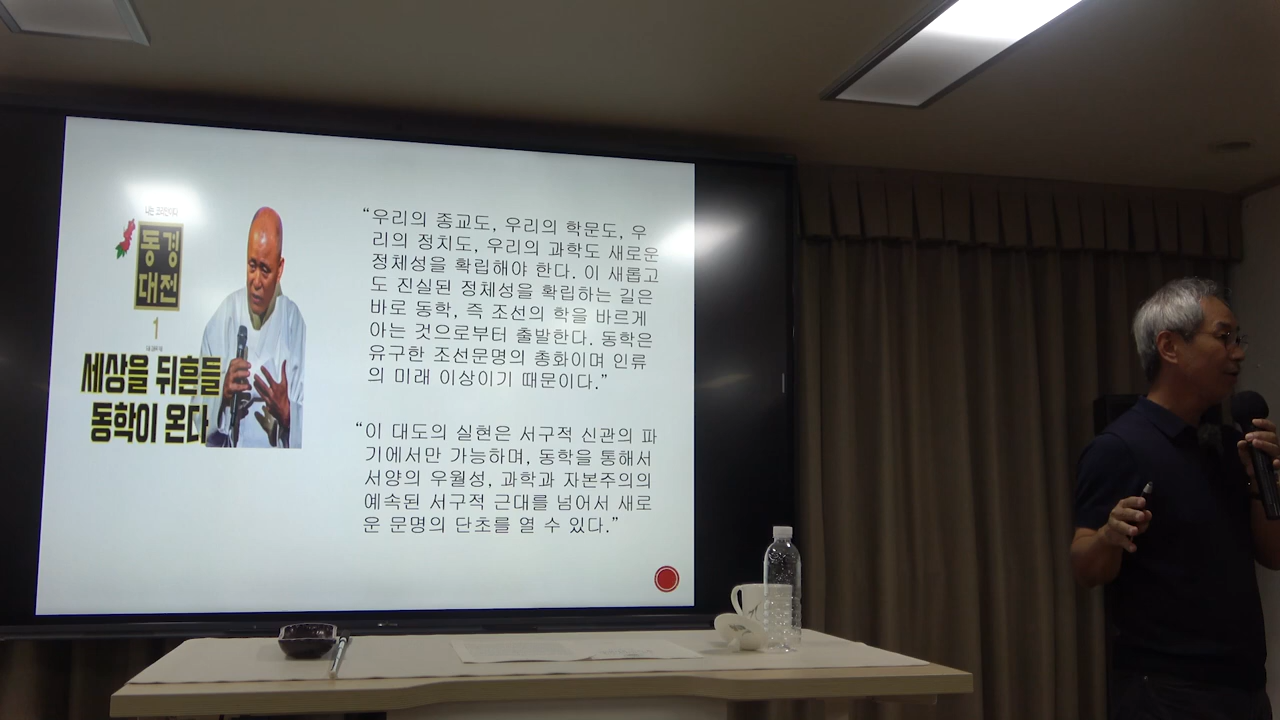 동경
대전
1
세상을 뒤흔들
동학이 온다
“우리의 종교도, 우리의 학문도, 우
리의 정치도, 우리의 과학도 새로운
정체성을 확립해야 한다. 이 새롭고
도 진실된 정체성을 확립하는 길은
바로 동학, 즉 조선의 학을 바르게
아는 것으로부터 출발한다. 동학은
유구한 조선문명의 총화이며 인류
의 미래 이상이기 때문이다.”
“이 대도의 실현은 서구적 신관의 파
기에서만 가능하며, 동학을 통해서
서양의 우월성, 과학과 자본주의의
예속된 서구적 근대를 넘어서 새로
운 문명의 단초를 열 수 있다.”